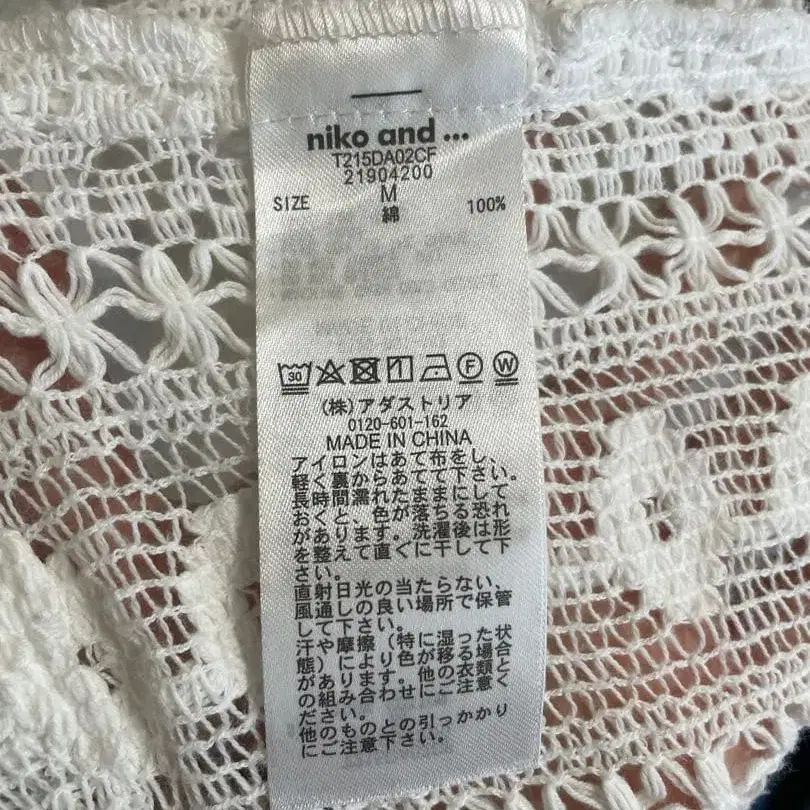 niko and ...
T215DA02CF
21904200
SIZE M
綿 100%
30 F W
(株)アダストリア
0120-601-162
MADE IN CHINA
アイロンはあて布をし、
軽く裏からあてて下さい。
長時間濡れたままにして
おくと、色が落ちる恐れ
があります。洗濯後は形
を整えて直ぐに干して下
さい。
直射日光の当たらない、
風通しの良い場所で保管
して下さい。
汗や摩擦(特に湿った状
態)により色が移る場合
があります。他の衣類と
の組み合わせにご注意く
ださい。
他のものとの引っかかり
にご注意下さい。